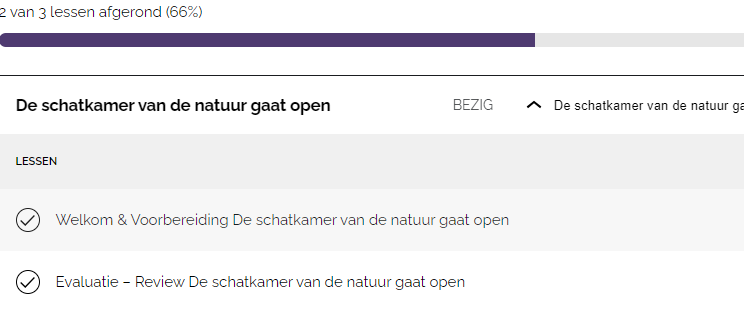 2 van 3 lessen afgerond (66%)
De schatkamer van de natuur gaat open BEZIG De schatkamer van de natuur
LESSEN
Welkom & Voorbereiding De schatkamer van de natuur gaat open
Evaluatie – Review De schatkamer van de natuur gaat open